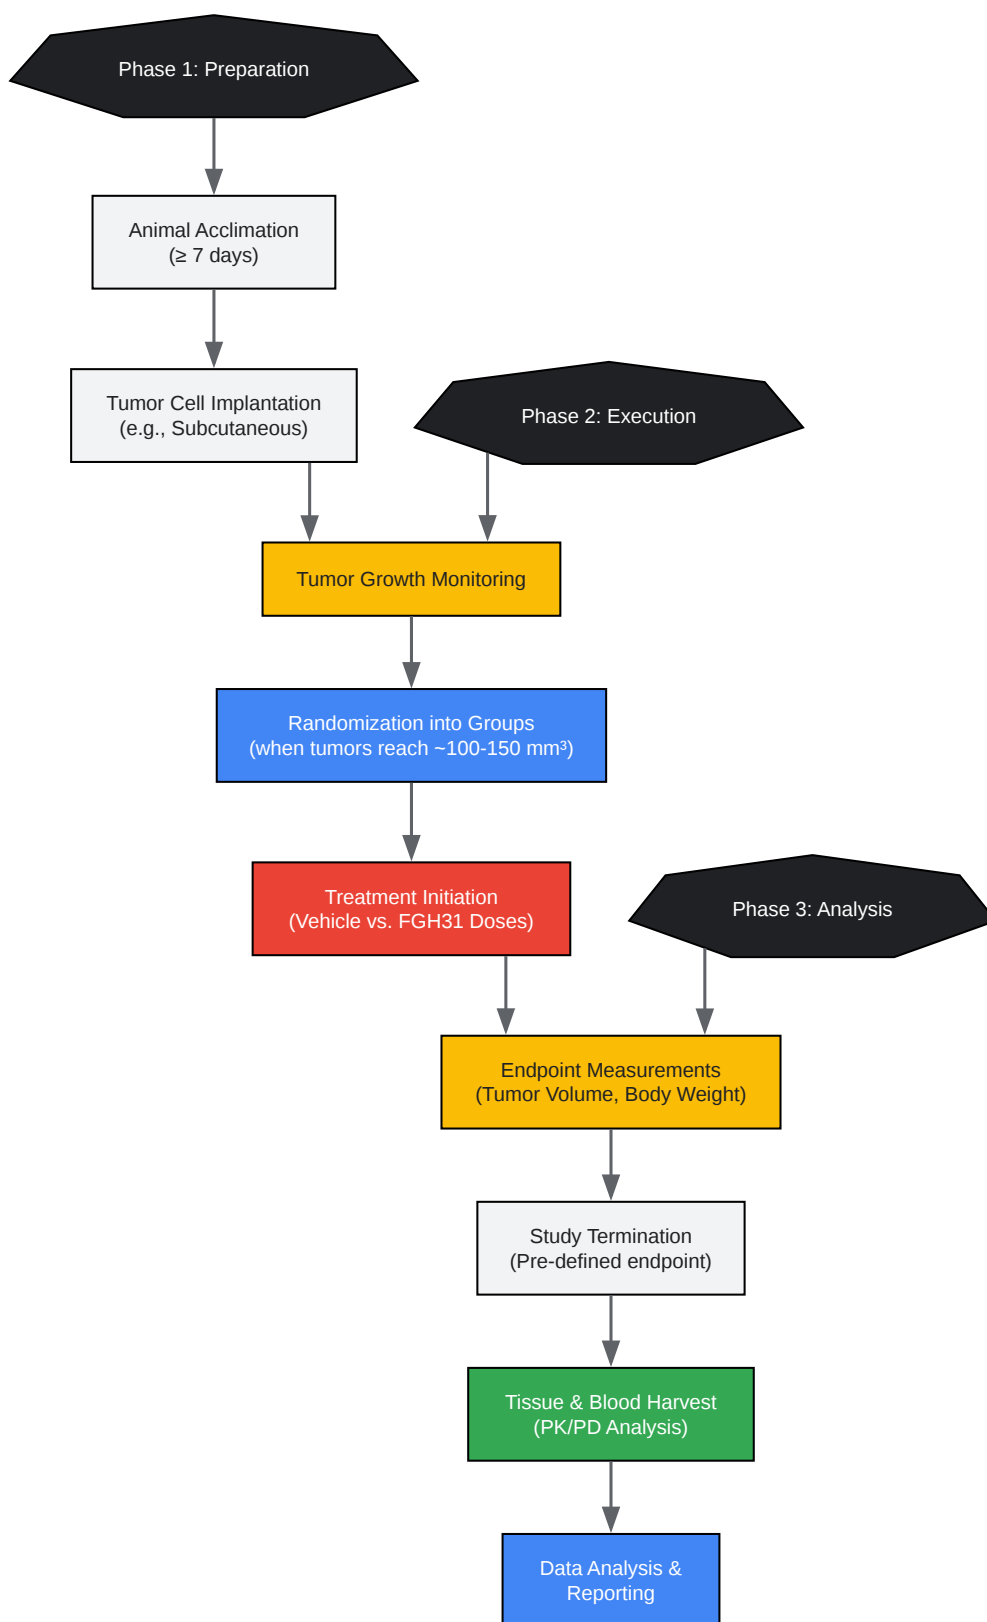 Phase 1: Preparation
Animal Acclimation
(≥ 7 days)
Tumor Cell Implantation
(e.g., Subcutaneous)
Phase 2: Execution
Tumor Growth Monitoring
Randomization into Groups
(when tumors reach ~100-150 mm³)
Treatment Initiation
(Vehicle vs. FGH31 Doses)
Phase 3: Analysis
Endpoint Measurements
(Tumor Volume, Body Weight)
Study Termination
(Pre-defined endpoint)
Tissue & Blood Harvest
(PK/PD Analysis)
Data Analysis &
Reporting